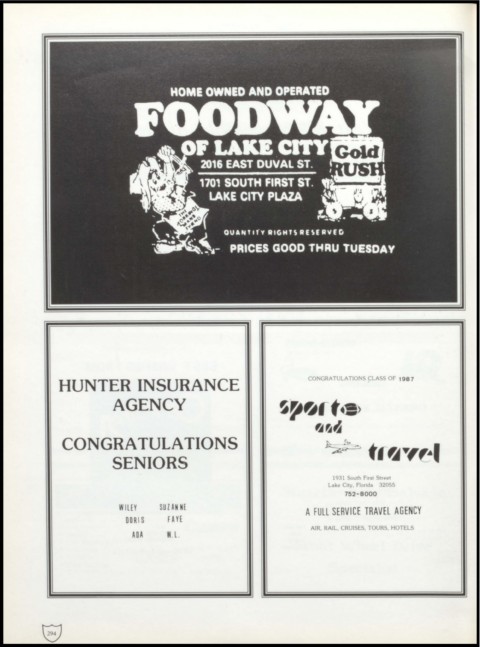 HOME OWNED AND OPERATED
FOODWAY
OF LAKE CITY
2016 EAST DUVAL ST.
1701 SOUTH FIRST ST.
LAKE CITY PLAZA
Gold
RUSH
QUANTITY RIGHTS RESERVED
PRICES GOOD THRU TUESDAY
HUNTER INSURANCE
AGENCY
CONGRATULATIONS
SENIORS
WILEY SUZANNE
DORIS FAYE
ADA W.L.
CONGRATULATIONS CLASS OF 1987
sports
and
travel
1931 South First Street
Lake City, Florida 32055
752-8000
A FULL SERVICE TRAVEL AGENCY
AIR, RAIL, CRUISES, TOURS, HOTELS
294